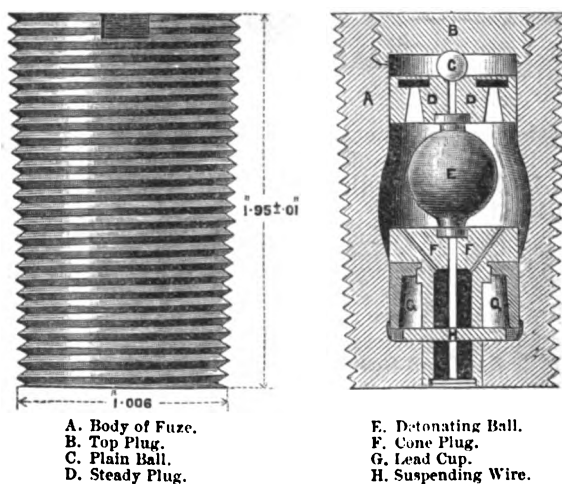 B
C
A
D D
E
1·95±·01"
F F
G G
H
1·006"
A. Body of Fuze.
B. Top Plug.
C. Plain Ball.
D. Steady Plug.
E. Detonating Ball.
F. Cone Plug.
G. Lead Cup.
H. Suspending Wire.